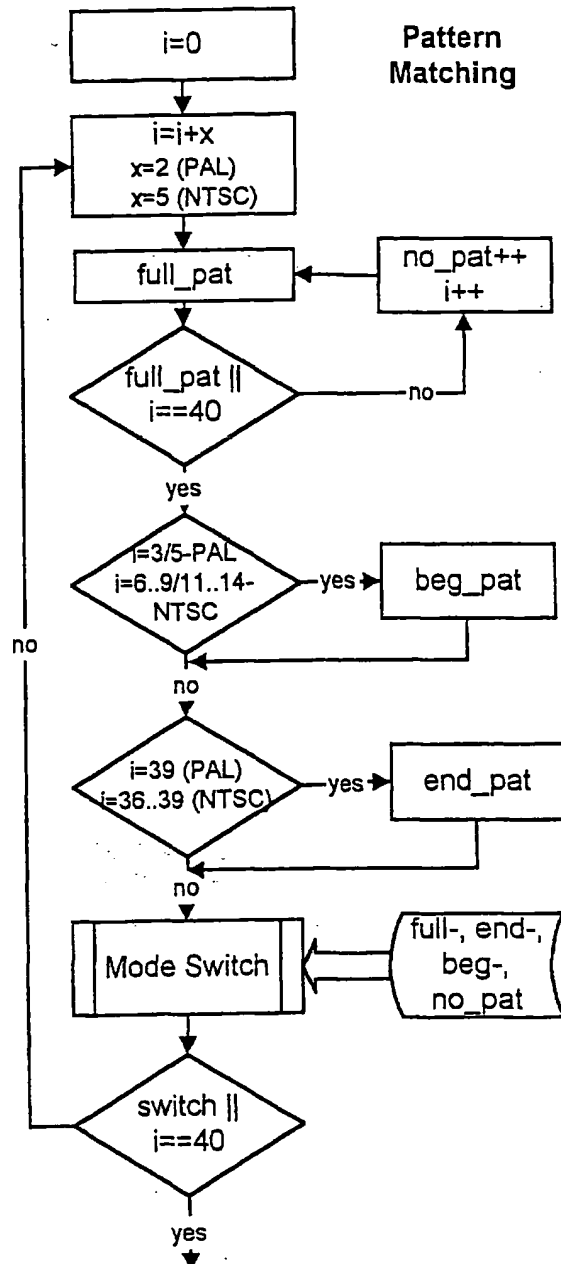 i=0
Pattern
Matching
i=i+x
x=2 (PAL)
x=5 (NTSC)
full_pat
no_pat++
i++
full_pat ||
i==40
no
yes
i=3/5-PAL
i=6..9/11..14-
NTSC
yes
beg_pat
no
no
i=39 (PAL)
i=36..39 (NTSC)
yes
end_pat
no
Mode Switch
full-, end-,
beg-,
no_pat
switch ||
i==40
yes